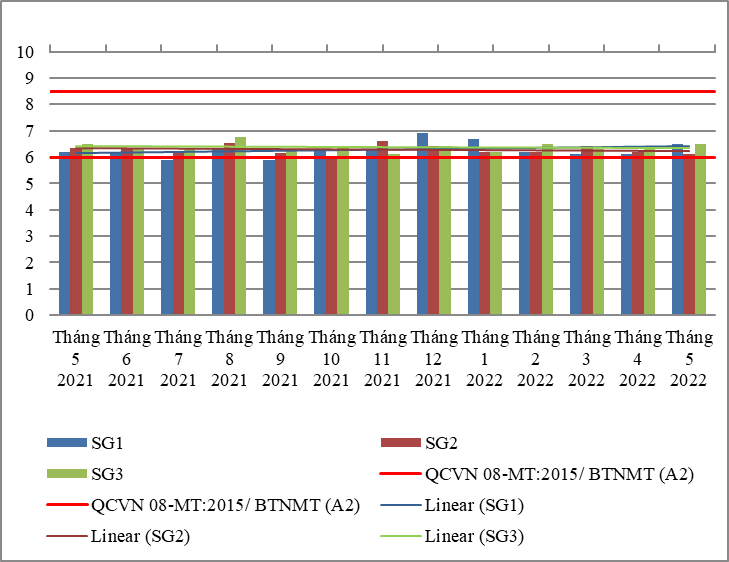 10
9
8
7
6
5
4
3
2
1
0
Tháng Tháng Tháng Tháng Tháng Tháng Tháng Tháng Tháng Tháng Tháng Tháng Tháng
5 6 7 8 9 10 11 12 1 2 3 4 5
2021 2021 2021 2021 2021 2021 2021 2021 2022 2022 2022 2022 2022
SG1 SG2
SG3 QCVN 08-MT:2015/ BTNMT (A2)
QCVN 08-MT:2015/ BTNMT (A2) Linear (SG1)
Linear (SG2) Linear (SG3)